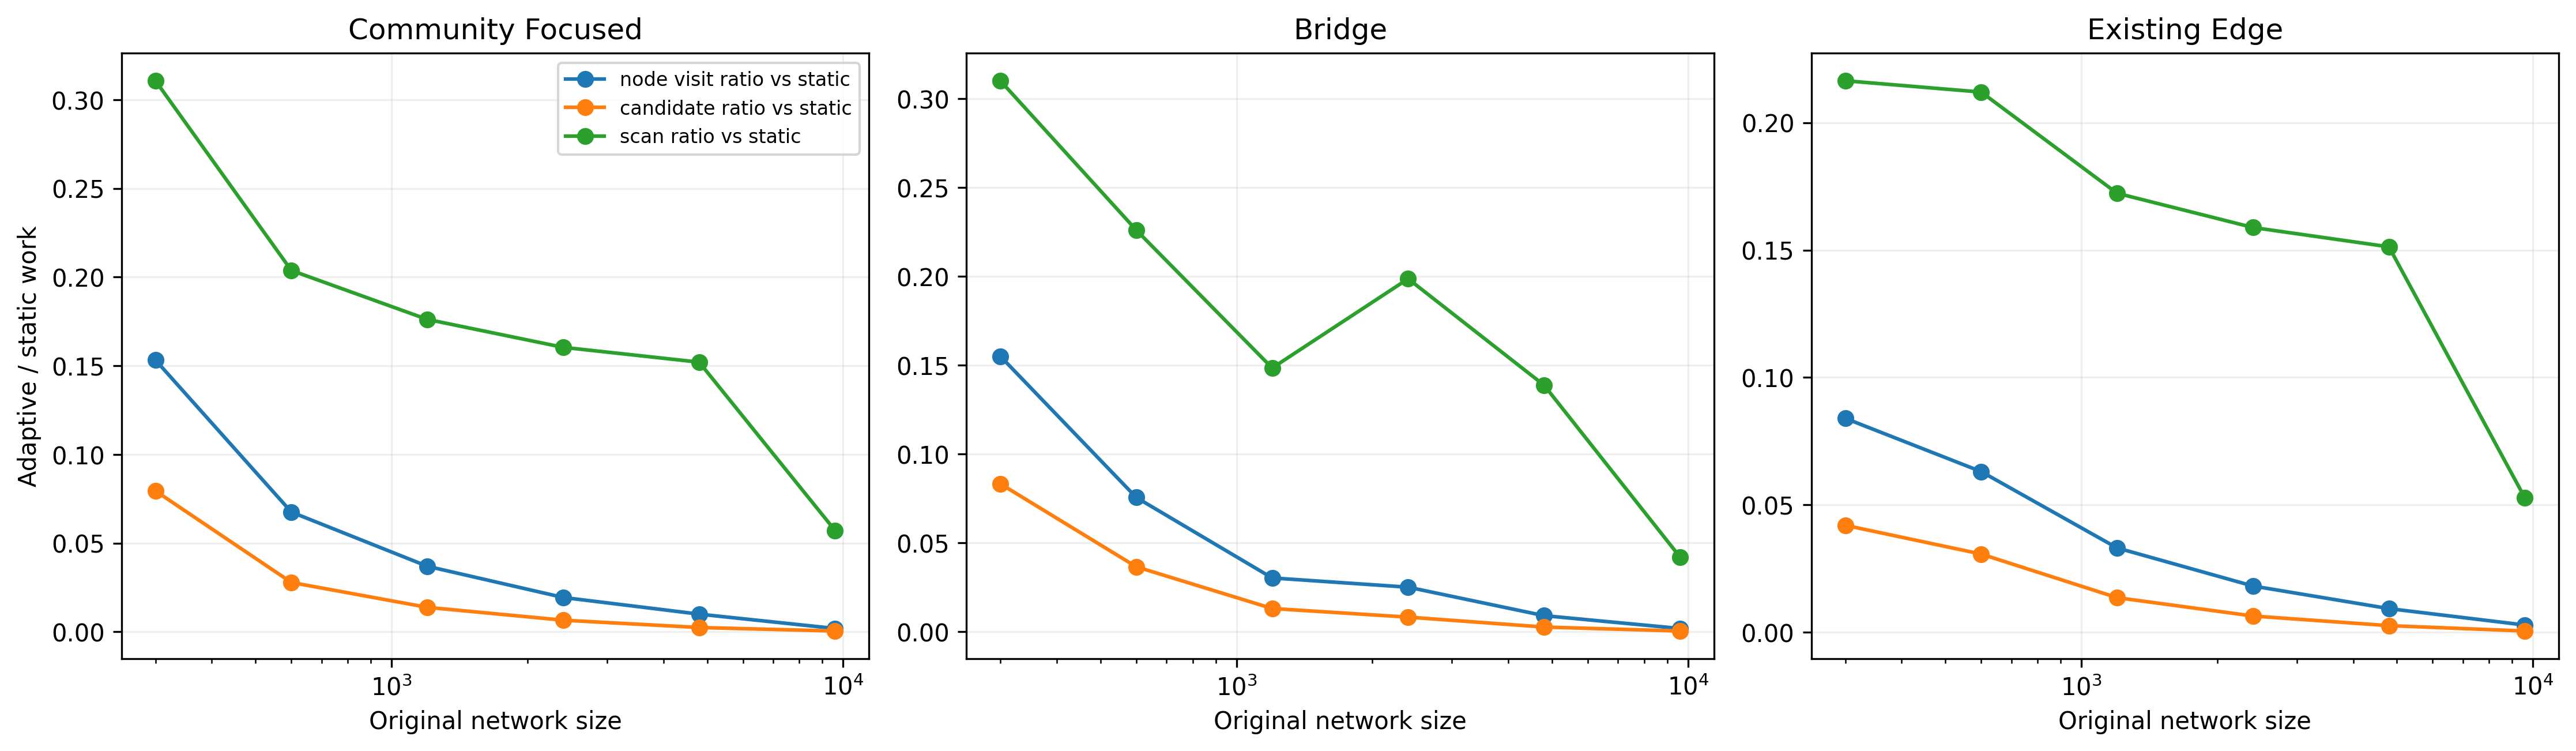 Community Focused
Adaptive / static work
0.30
0.25
0.20
0.15
0.10
0.05
0.00
node visit ratio vs static
candidate ratio vs static
scan ratio vs static
10³
10⁴
Original network size
Bridge
0.30
0.25
0.20
0.15
0.10
0.05
0.00
10³
10⁴
Original network size
Existing Edge
0.20
0.15
0.10
0.05
0.00
10³
10⁴
Original network size